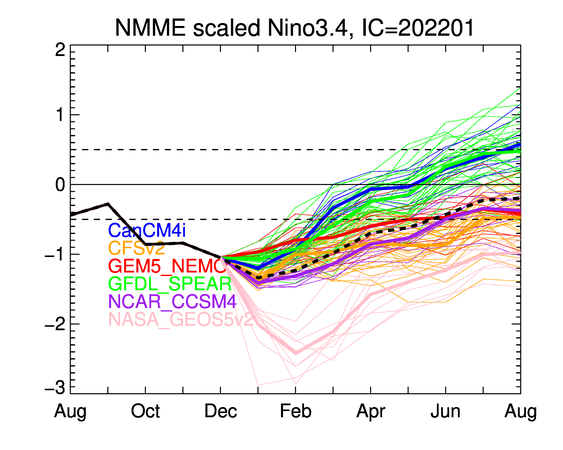 NMME scaled Nino3.4, IC=202201
2
1
0
−1
−2
−3
CanCM4i
CFSv2
GEM5_NEMO
GFDL_SPEAR
NCAR_CCSM4
NASA_GEOS5v2
Aug Oct Dec Feb Apr Jun Aug